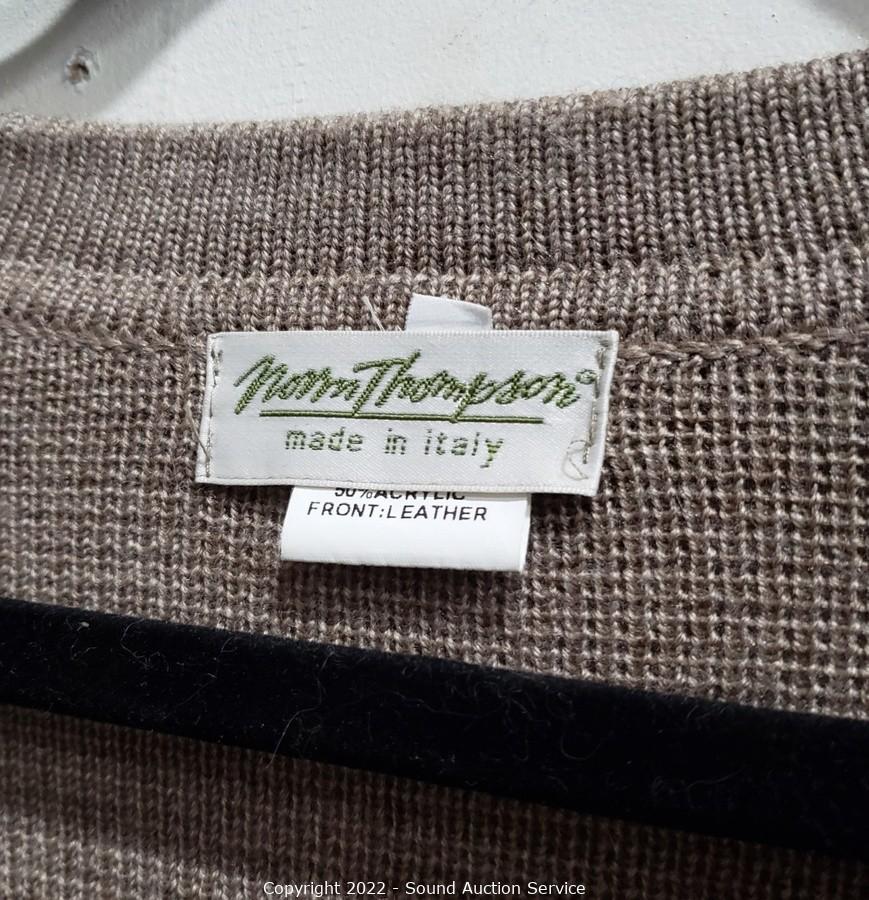 Norm Thompson®
made in italy
50%ACRYLIC
FRONT:LEATHER
Copyright 2022 - Sound Auction Service